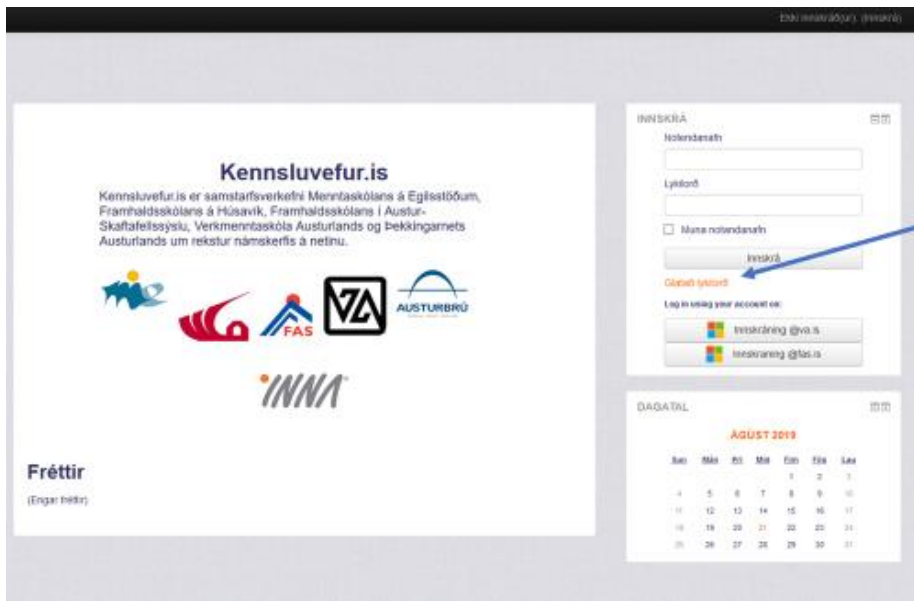 Ekki innskráð(ur). (Innskrá)
Kennsluvefur.is
Kennsluvefur.is er samstarfsverkefni Menntaskólans á Egilsstöðum,
Framhaldsskólans á Húsavík, Framhaldsskólans í Austur-
Skaftafellssýslu, Verkmenntaskóla Austurlands og Þekkingarnets
Austurlands um rekstur námskerfis á netinu.
me
FAS
VA
AUSTURBRÚ
INNA
Fréttir
(Engar fréttir)
INNSKRÁ
Notendanafn
Lykilorð
Muna notendanafn
Innskrá
Glatað lykilorð
Log in using your account on:
Innskráning @va.is
Innskraning @fas.is
DAGATAL
ÁGÚST 2019
Sun Mán Þri Mið Fim Fös Lau
1 2 3
4 5 6 7 8 9 10
11 12 13 14 15 16 17
18 19 20 21 22 23 24
25 26 27 28 29 30 31